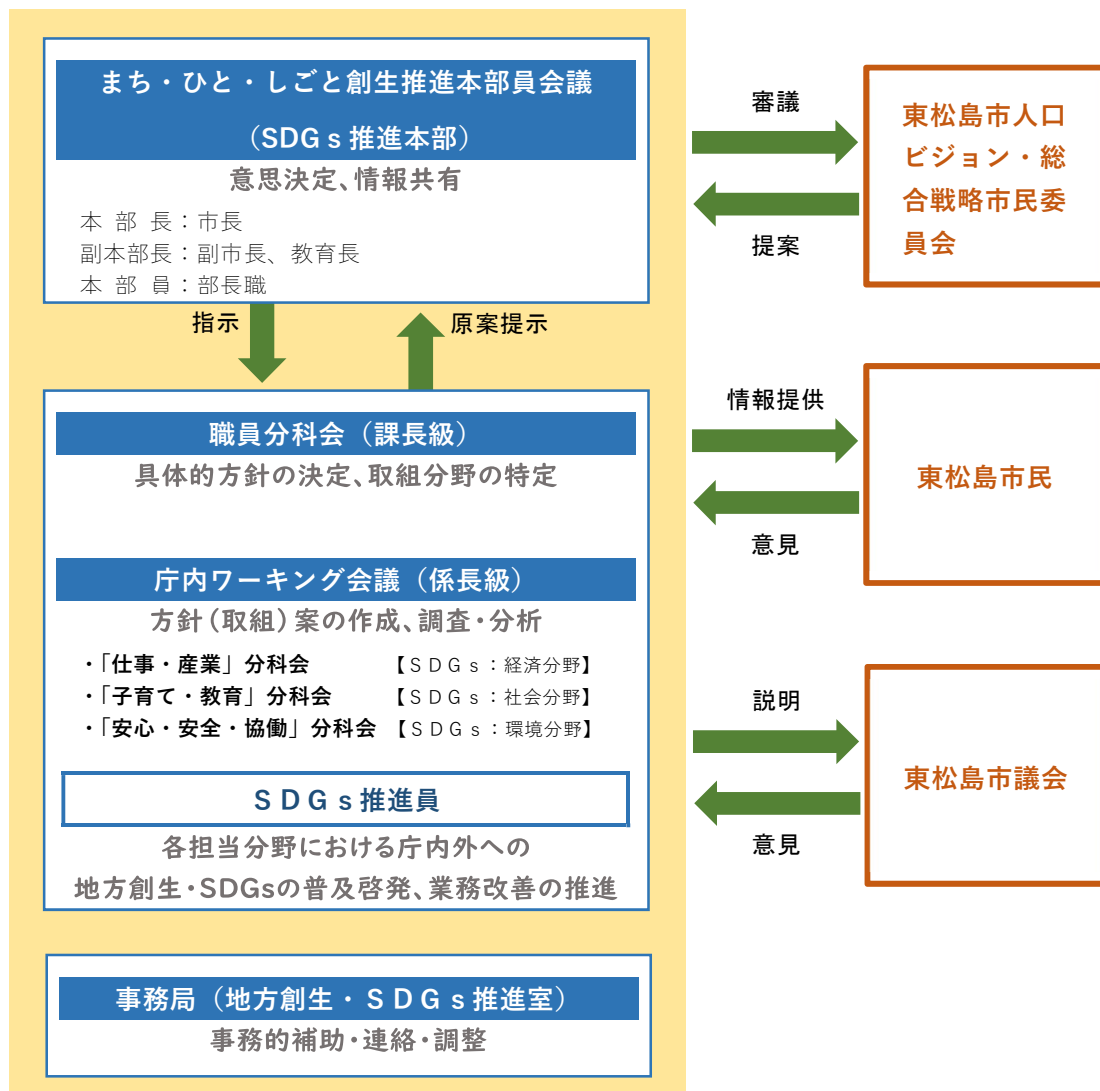 まち・ひと・しごと創生推進本部員会議
（SDGｓ推進本部）
意思決定、情報共有
本 部 長：市長
副本部長：副市長、教育長
本 部 員：部長職
指示
原案提示
職員分科会（課長級）
具体的方針の決定、取組分野の特定
庁内ワーキング会議（係長級）
方針（取組）案の作成、調査・分析
・「仕事・産業」分科会 【ＳＤＧｓ：経済分野】
・「子育て・教育」分科会 【ＳＤＧｓ：社会分野】
・「安心・安全・協働」分科会 【ＳＤＧｓ：環境分野】
ＳＤＧｓ推進員
各担当分野における庁内外への
地方創生・SDGsの普及啓発、業務改善の推進
事務局（地方創生・ＳＤＧｓ推進室）
事務的補助・連絡・調整
審議
提案
東松島市人口
ビジョン・総
合戦略市民委
員会
情報提供
意見
東松島市民
説明
意見
東松島市議会